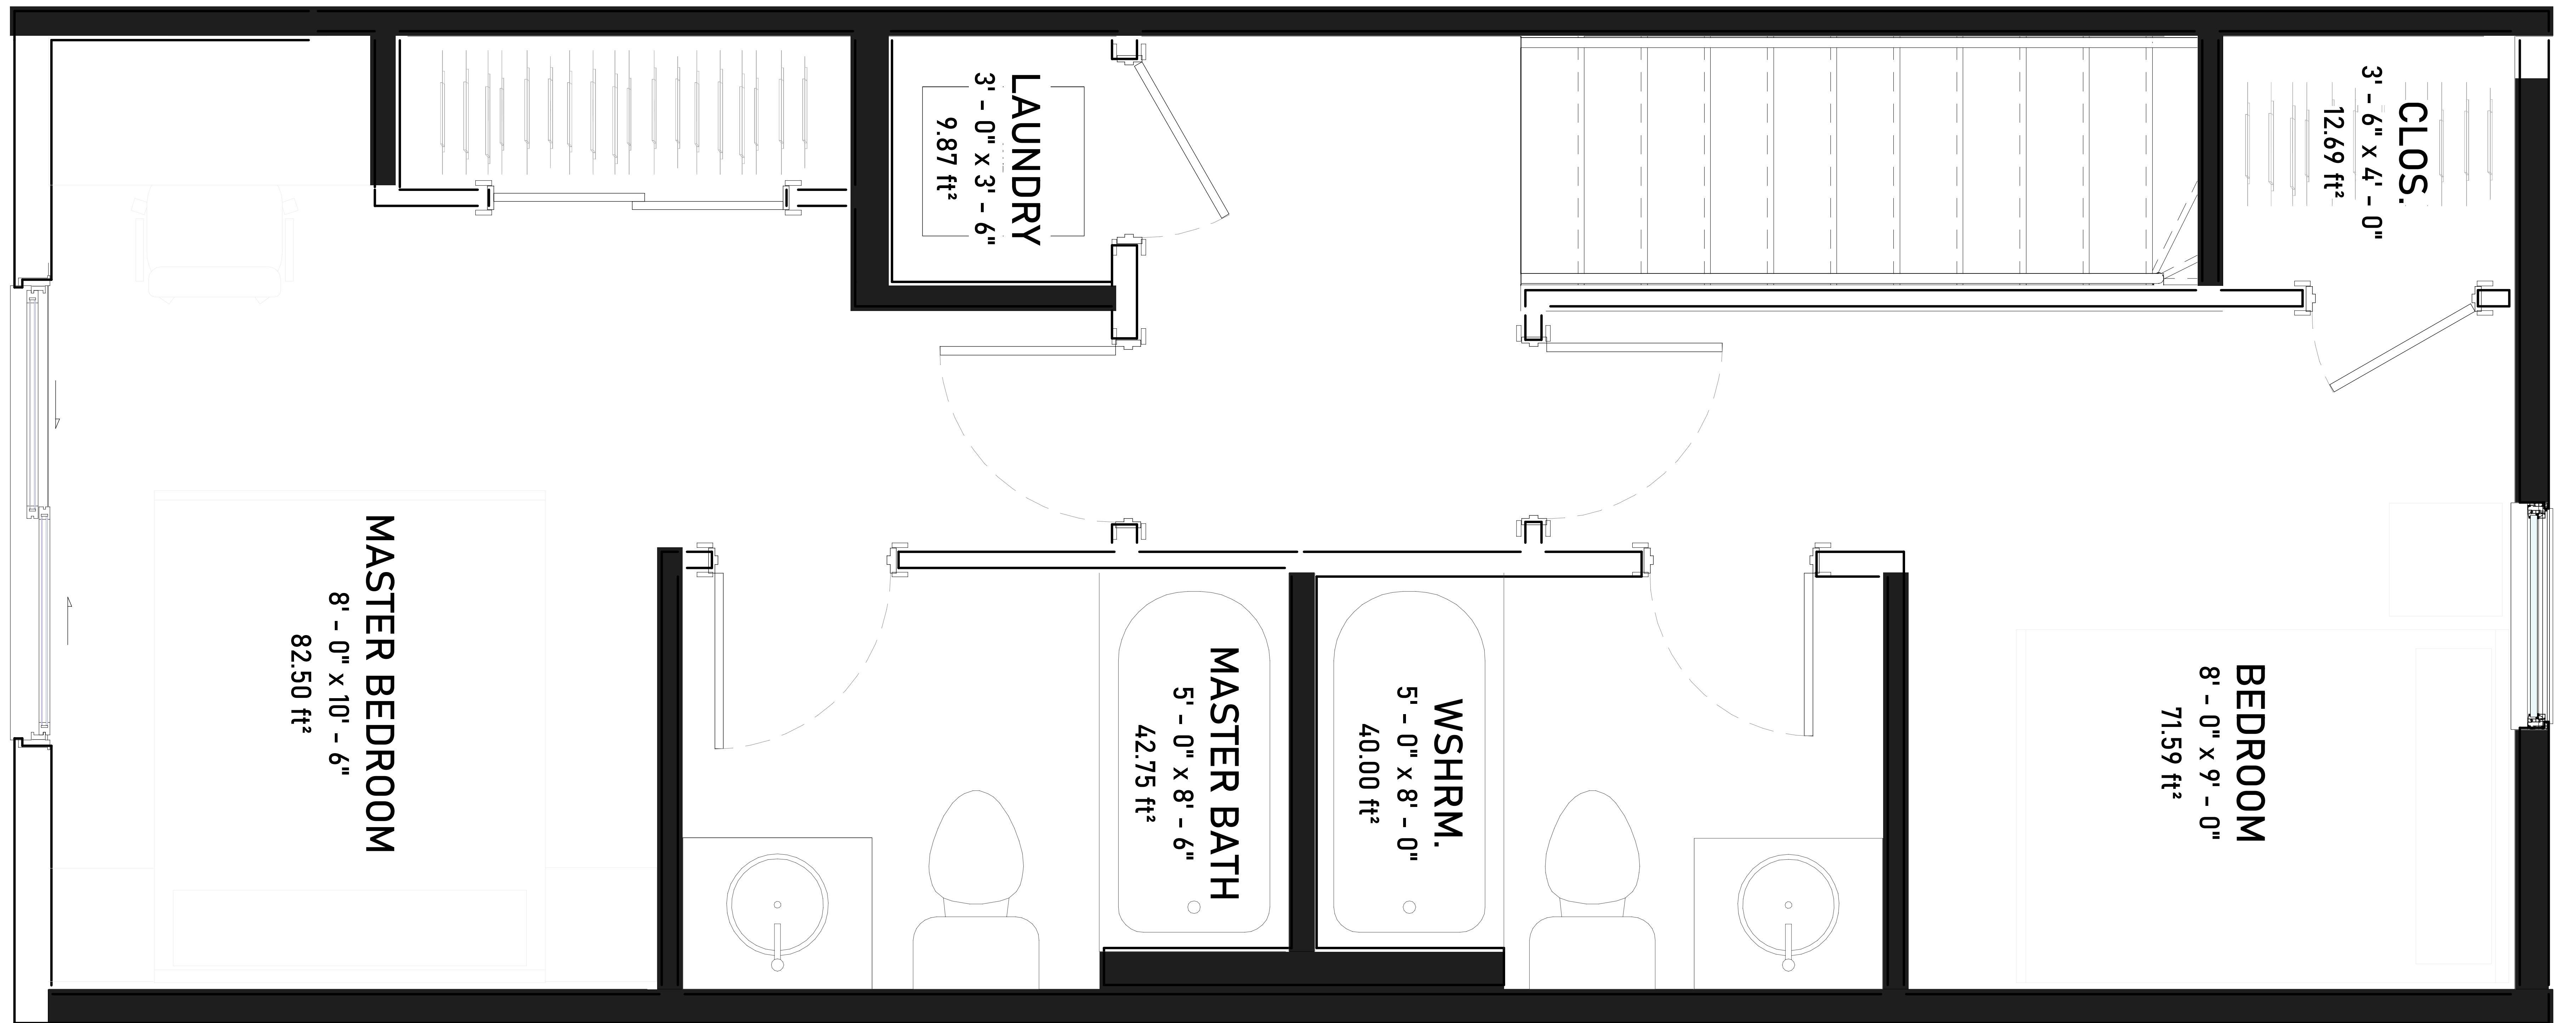 MASTER BEDROOM
8' - 0" x 10' - 6"
82.50 ft²
LAUNDRY
3' - 0" x 3' - 6"
9.87 ft²
MASTER BATH
5' - 0" x 8' - 6"
42.75 ft²
WSHRM.
5' - 0" x 8' - 0"
40.00 ft²
CLOS.
3' - 6" x 4' - 0"
12.69 ft²
BEDROOM
8' - 0" x 9' - 0"
71.59 ft²